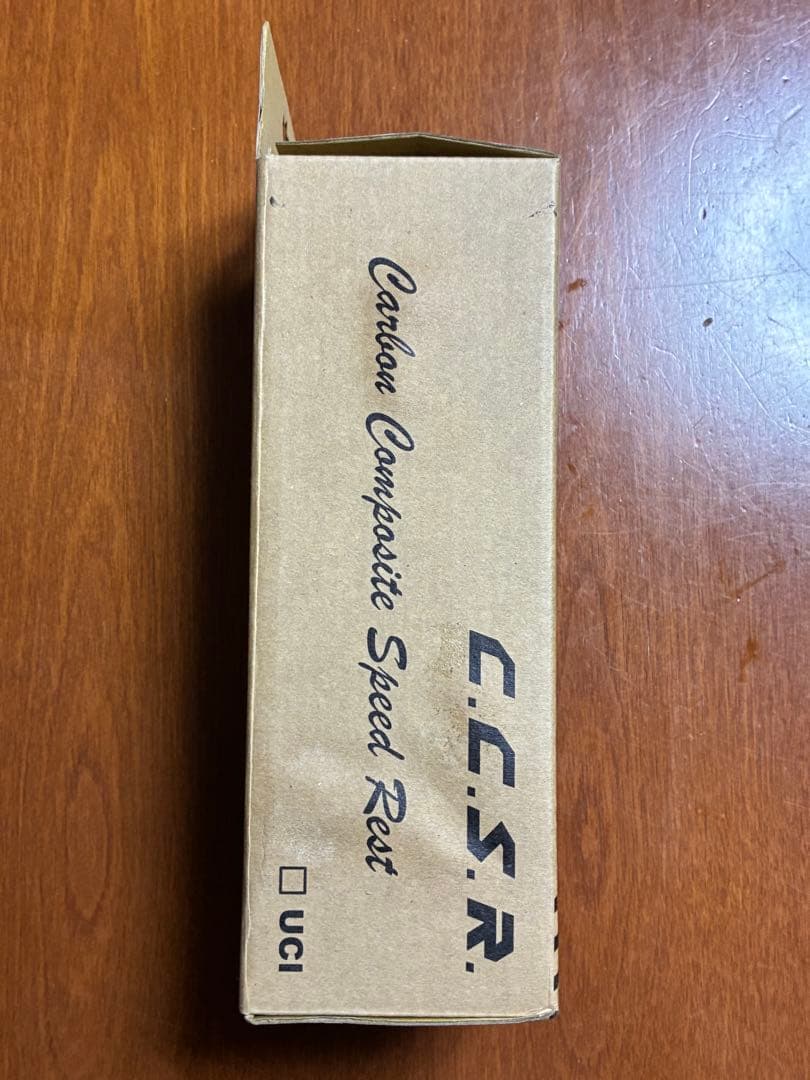 C.C.S.R.
Carbon Composite Speed Rest
☐ UCI